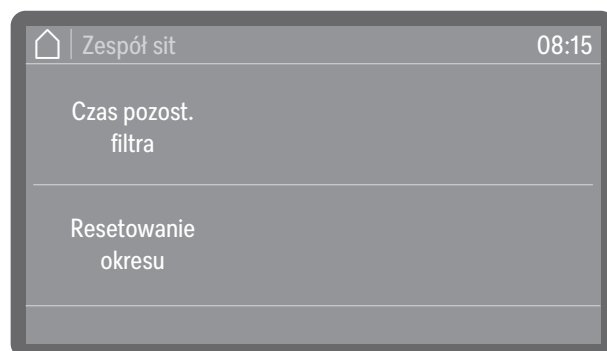 Zespół sit
08:15
Czas pozost.
filtra
Resetowanie
okresu